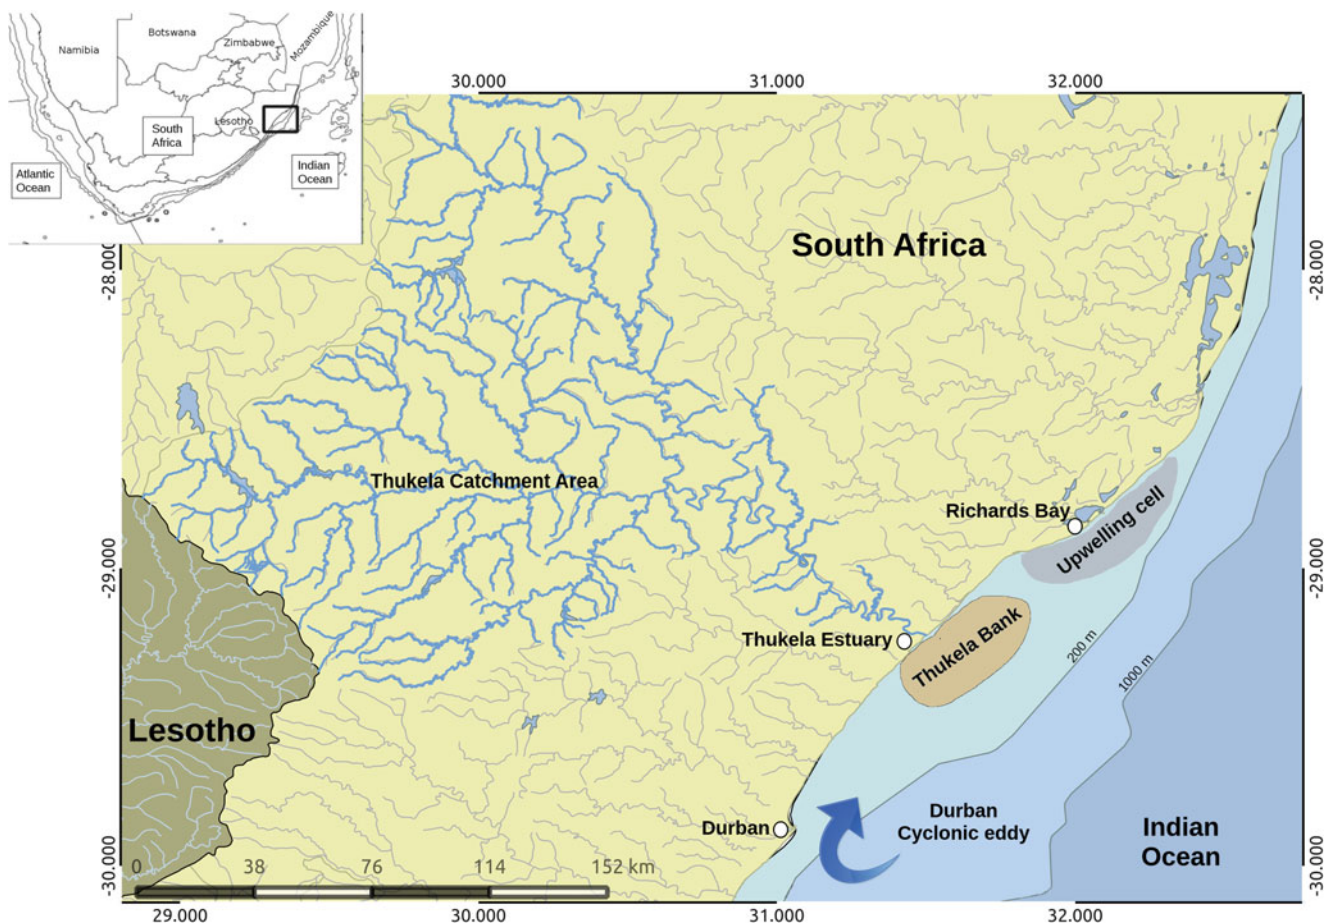 Namibia
Botswana
Zimbabwe
Mozambique
South
Africa
Lesotho
Atlantic
Ocean
Indian
Ocean
30.000
31.000
32.000
-28.000
-28.000
South Africa
Thukela Catchment Area
Richards Bay
Upwelling cell
-29.000
-29.000
Thukela Estuary
Thukela Bank
200 m
1000 m
Lesotho
Durban
Durban
Cyclonic eddy
Indian
Ocean
-30.000
-30.000
0
38
76
114
152 km
29.000
30.000
31.000
32.000